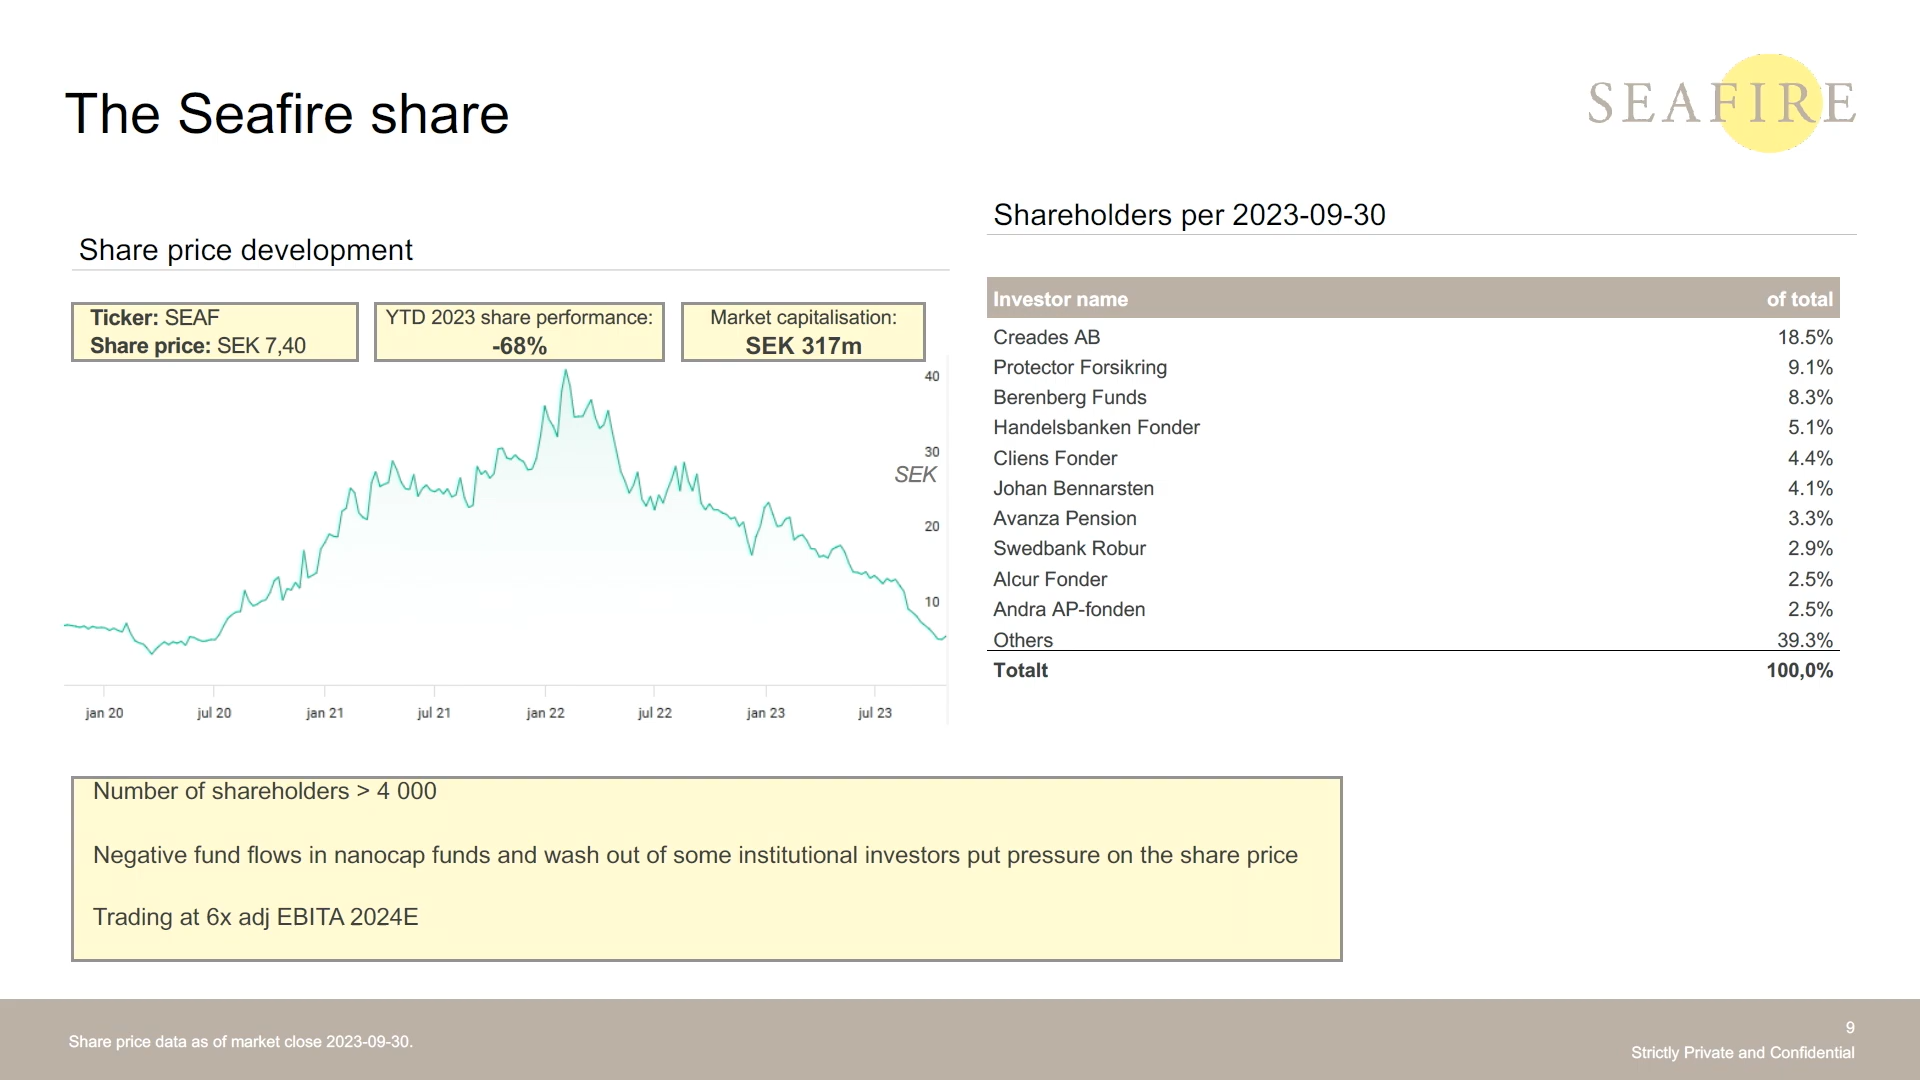 The Seafire share
SEAFIRE
Share price development
Ticker: SEAF
Share price: SEK 7,40
YTD 2023 share performance:
-68%
Market capitalisation:
SEK 317m
40
30
SEK
20
10
jan 20 jul 20 jan 21 jul 21 jan 22 jul 22 jan 23 jul 23
Shareholders per 2023-09-30
Investor name of total
Creades AB 18.5%
Protector Forsikring 9.1%
Berenberg Funds 8.3%
Handelsbanken Fonder 5.1%
Cliens Fonder 4.4%
Johan Bennarsten 4.1%
Avanza Pension 3.3%
Swedbank Robur 2.9%
Alcur Fonder 2.5%
Andra AP-fonden 2.5%
Others 39.3%
Totalt 100,0%
Number of shareholders > 4 000
Negative fund flows in nanocap funds and wash out of some institutional investors put pressure on the share price
Trading at 6x adj EBITA 2024E
Share price data as of market close 2023-09-30.
9
Strictly Private and Confidential